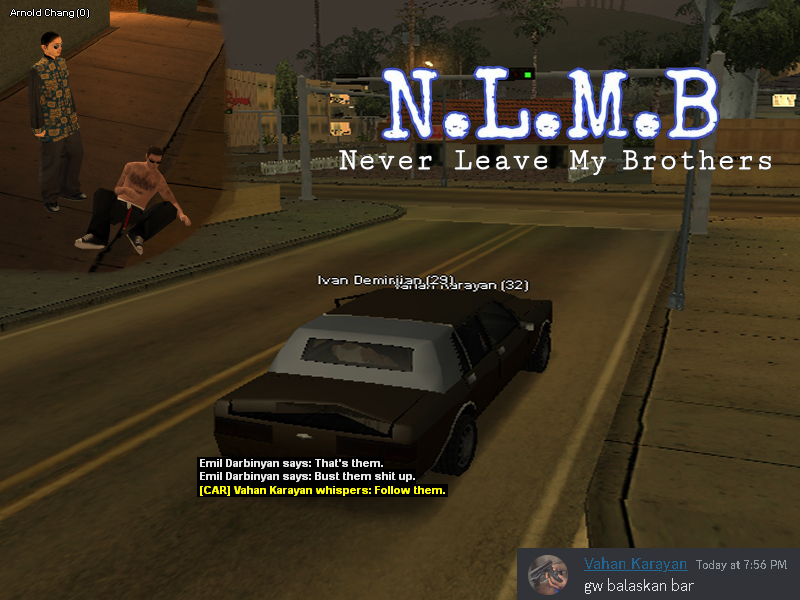 Arnold Chang (0)
N.L.M.B
Never Leave My Brothers
Ivan Demirjian (29)
Vahan Karayan (32)
Emil Darbinyan says: That's them.
Emil Darbinyan says: Bust them shit up.
[CAR] Vahan Karayan whispers: Follow them.
Vahan Karayan Today at 7:56 PM
gw balaskan bar